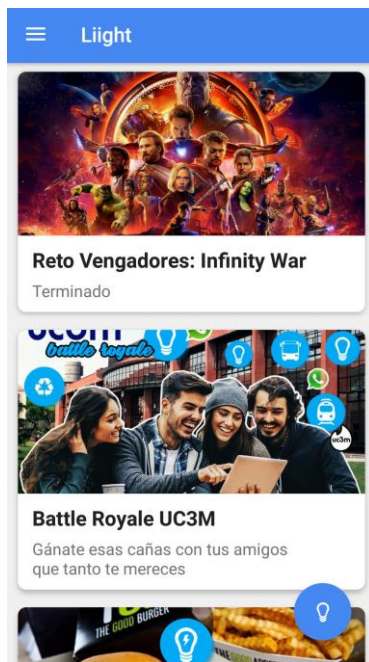 Liight
Reto Vengadores: Infinity War
Terminado
uc3m
battle royale
uc3m
Battle Royale UC3M
Gánate esas cañas con tus amigos
que tanto te mereces
THE GOOD BURGER